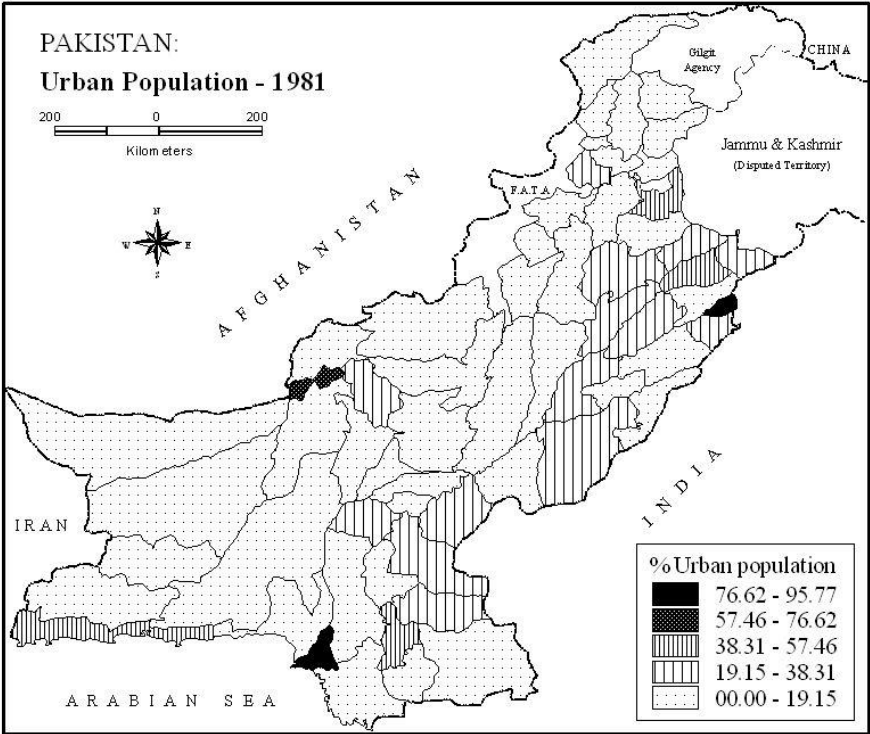 PAKISTAN:
Urban Population - 1981
200 0 200
Kilometers
N
W E
S
Gilgit
Agency
CHINA
Jammu & Kashmir
(Disputed Territory)
F.A.T.A.
AFGHANISTAN
INDIA
IRAN
ARABIAN SEA
% Urban population
76.62 - 95.77
57.46 - 76.62
38.31 - 57.46
19.15 - 38.31
00.00 - 19.15